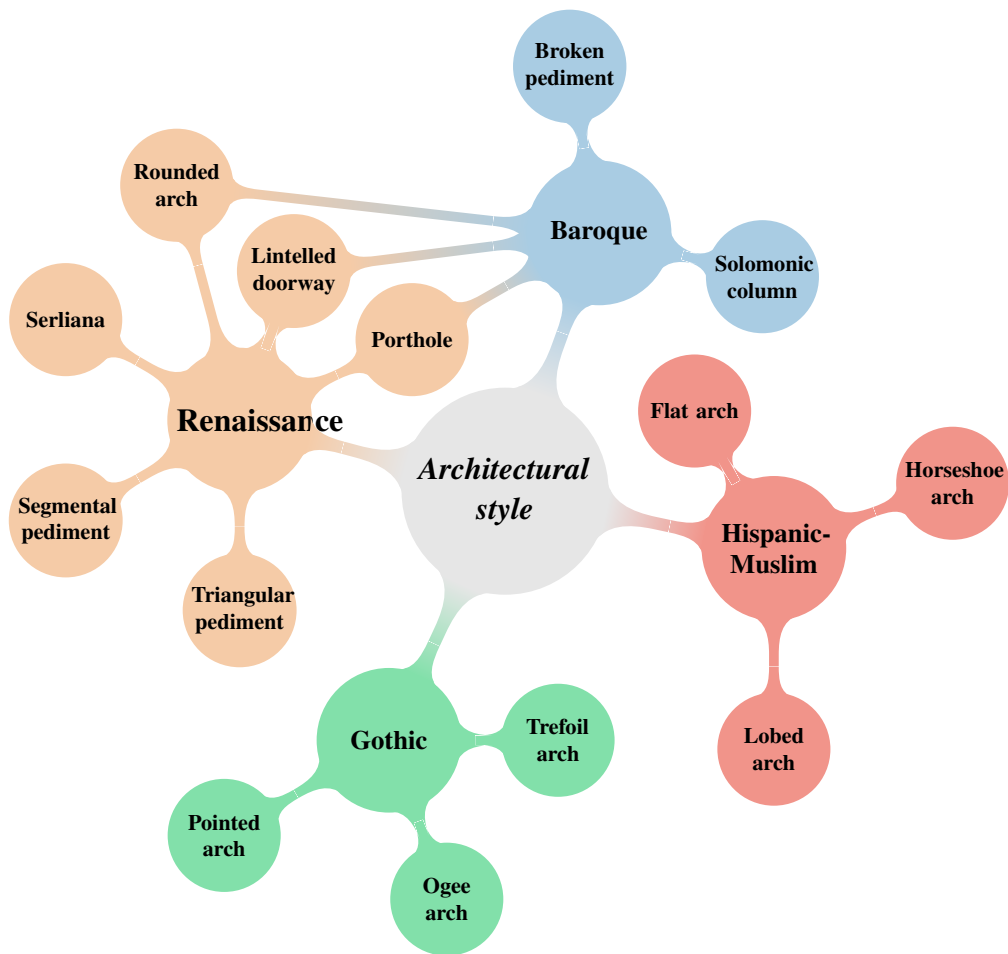 Broken
pediment
Rounded
arch
Baroque
Lintelled
doorway
Solomonic
column
Serliana
Porthole
Renaissance
Flat arch
Architectural
style
Horseshoe
arch
Segmental
pediment
Hispanic-
Muslim
Triangular
pediment
Gothic
Trefoil
arch
Lobed
arch
Pointed
arch
Ogee
arch